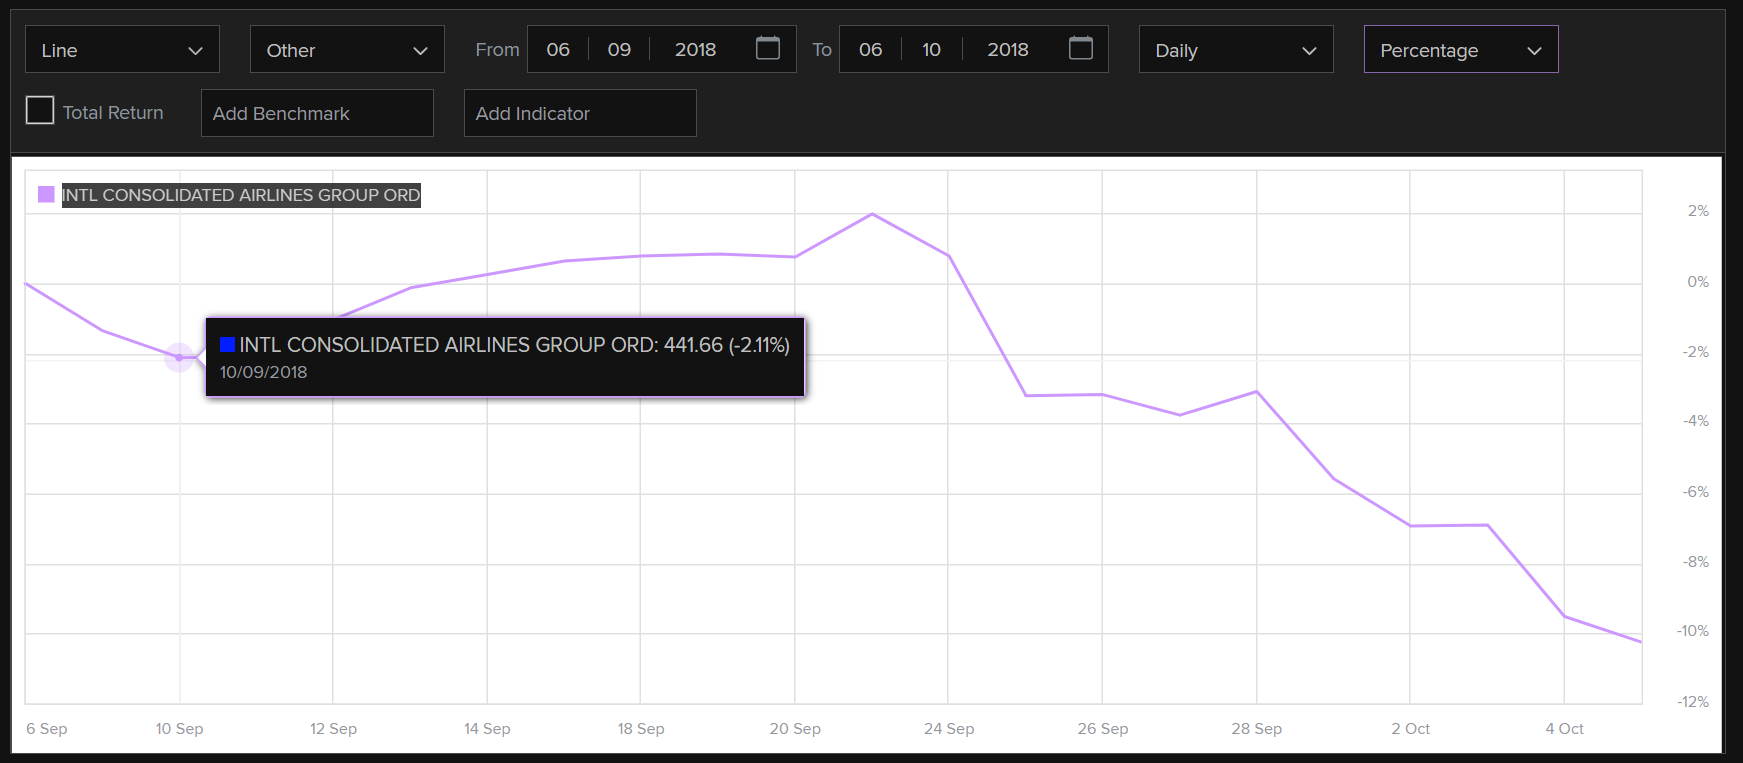 Line Other From 06 09 2018 To 06 10 2018 Daily Percentage
Total Return Add Benchmark Add Indicator
INTL CONSOLIDATED AIRLINES GROUP ORD
2%
0%
INTL CONSOLIDATED AIRLINES GROUP ORD: 441.66 (-2.11%)
10/09/2018
-2%
-4%
-6%
-8%
-10%
-12%
6 Sep 10 Sep 12 Sep 14 Sep 18 Sep 20 Sep 24 Sep 26 Sep 28 Sep 2 Oct 4 Oct